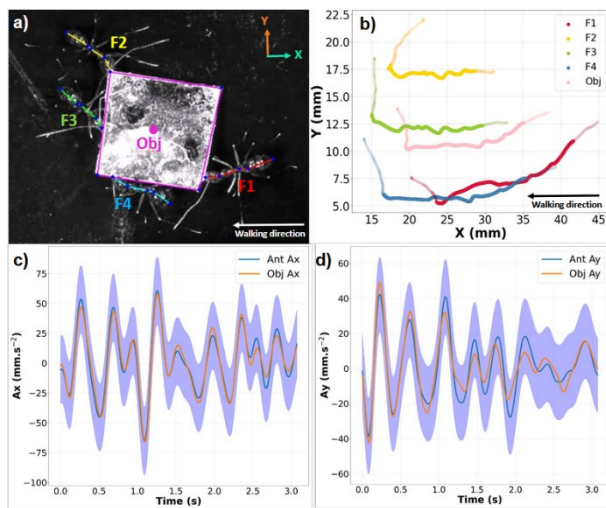 a)
F2
Y
X
F3
Obj
F1
F4
Walking direction
b)
22.5
20.0
17.5
15.0
12.5
10.0
7.5
5.0
Y (mm)
F1
F2
F3
F4
Obj
Walking direction
15 20 25 30 35 40 45
X (mm)
c)
75
50
25
0
-25
-50
-75
-100
Ax (mm.s⁻²)
Ant Ax
Obj Ax
0.0 0.5 1.0 1.5 2.0 2.5 3.0
Time (s)
d)
60
40
20
0
-20
-40
-60
Ay (mm.s⁻²)
Ant Ay
Obj Ay
0.0 0.5 1.0 1.5 2.0 2.5 3.0
Time (s)